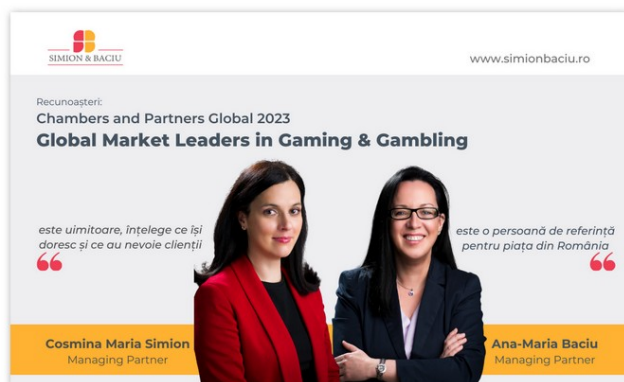 SIMION & BACIU
www.simionbaciu.ro
Recunoașteri:
Chambers and Partners Global 2023
Global Market Leaders in Gaming & Gambling
este uimitoare, înțelege ce își
doresc și ce au nevoie clienții
este o persoană de referință
pentru piața din România
Cosmina Maria Simion
Managing Partner
Ana-Maria Baciu
Managing Partner